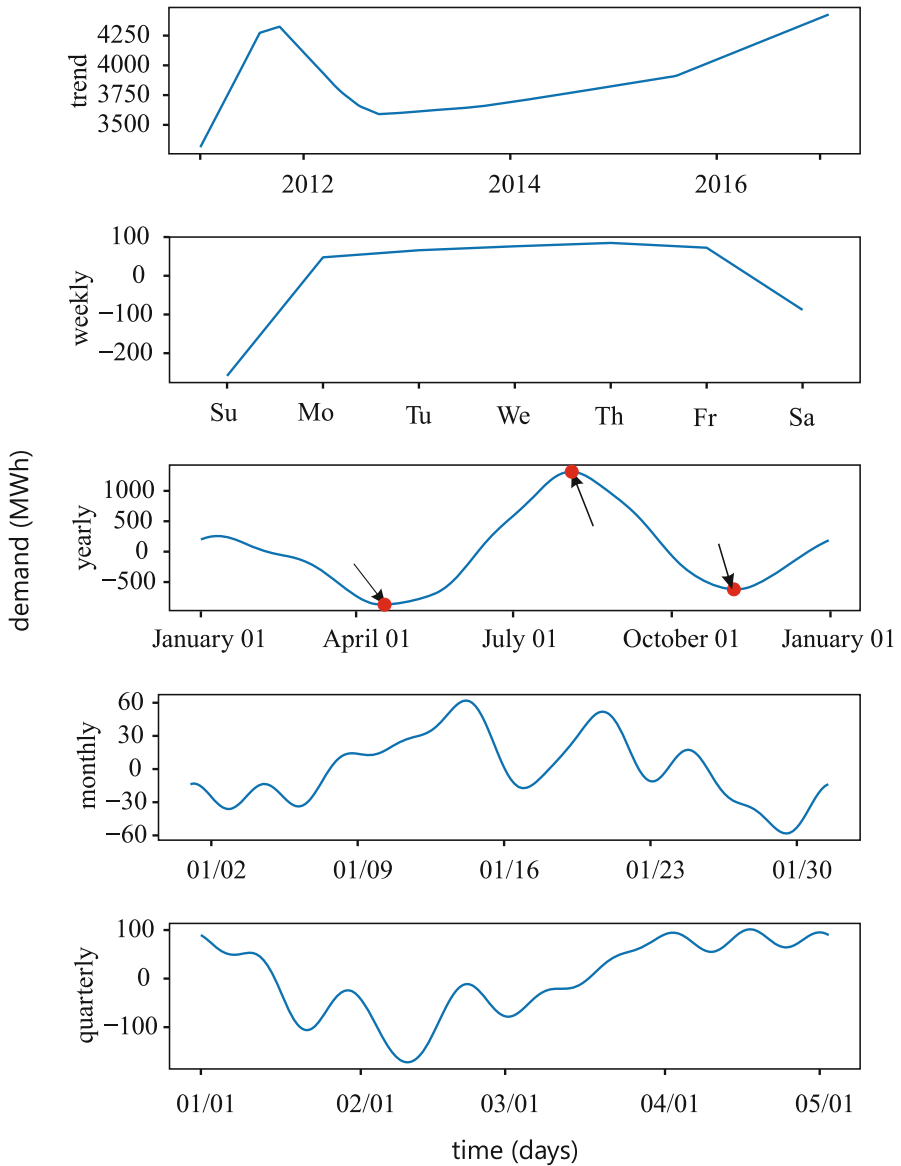 4250
4000
3750
3500
trend
2012 2014 2016
100
0
−100
−200
weekly
Su Mo Tu We Th Fr Sa
demand (MWh)
1000
500
0
−500
yearly
January 01 April 01 July 01 October 01 January 01
60
30
0
−30
−60
monthly
01/02 01/09 01/16 01/23 01/30
100
0
−100
quarterly
01/01 02/01 03/01 04/01 05/01
time (days)